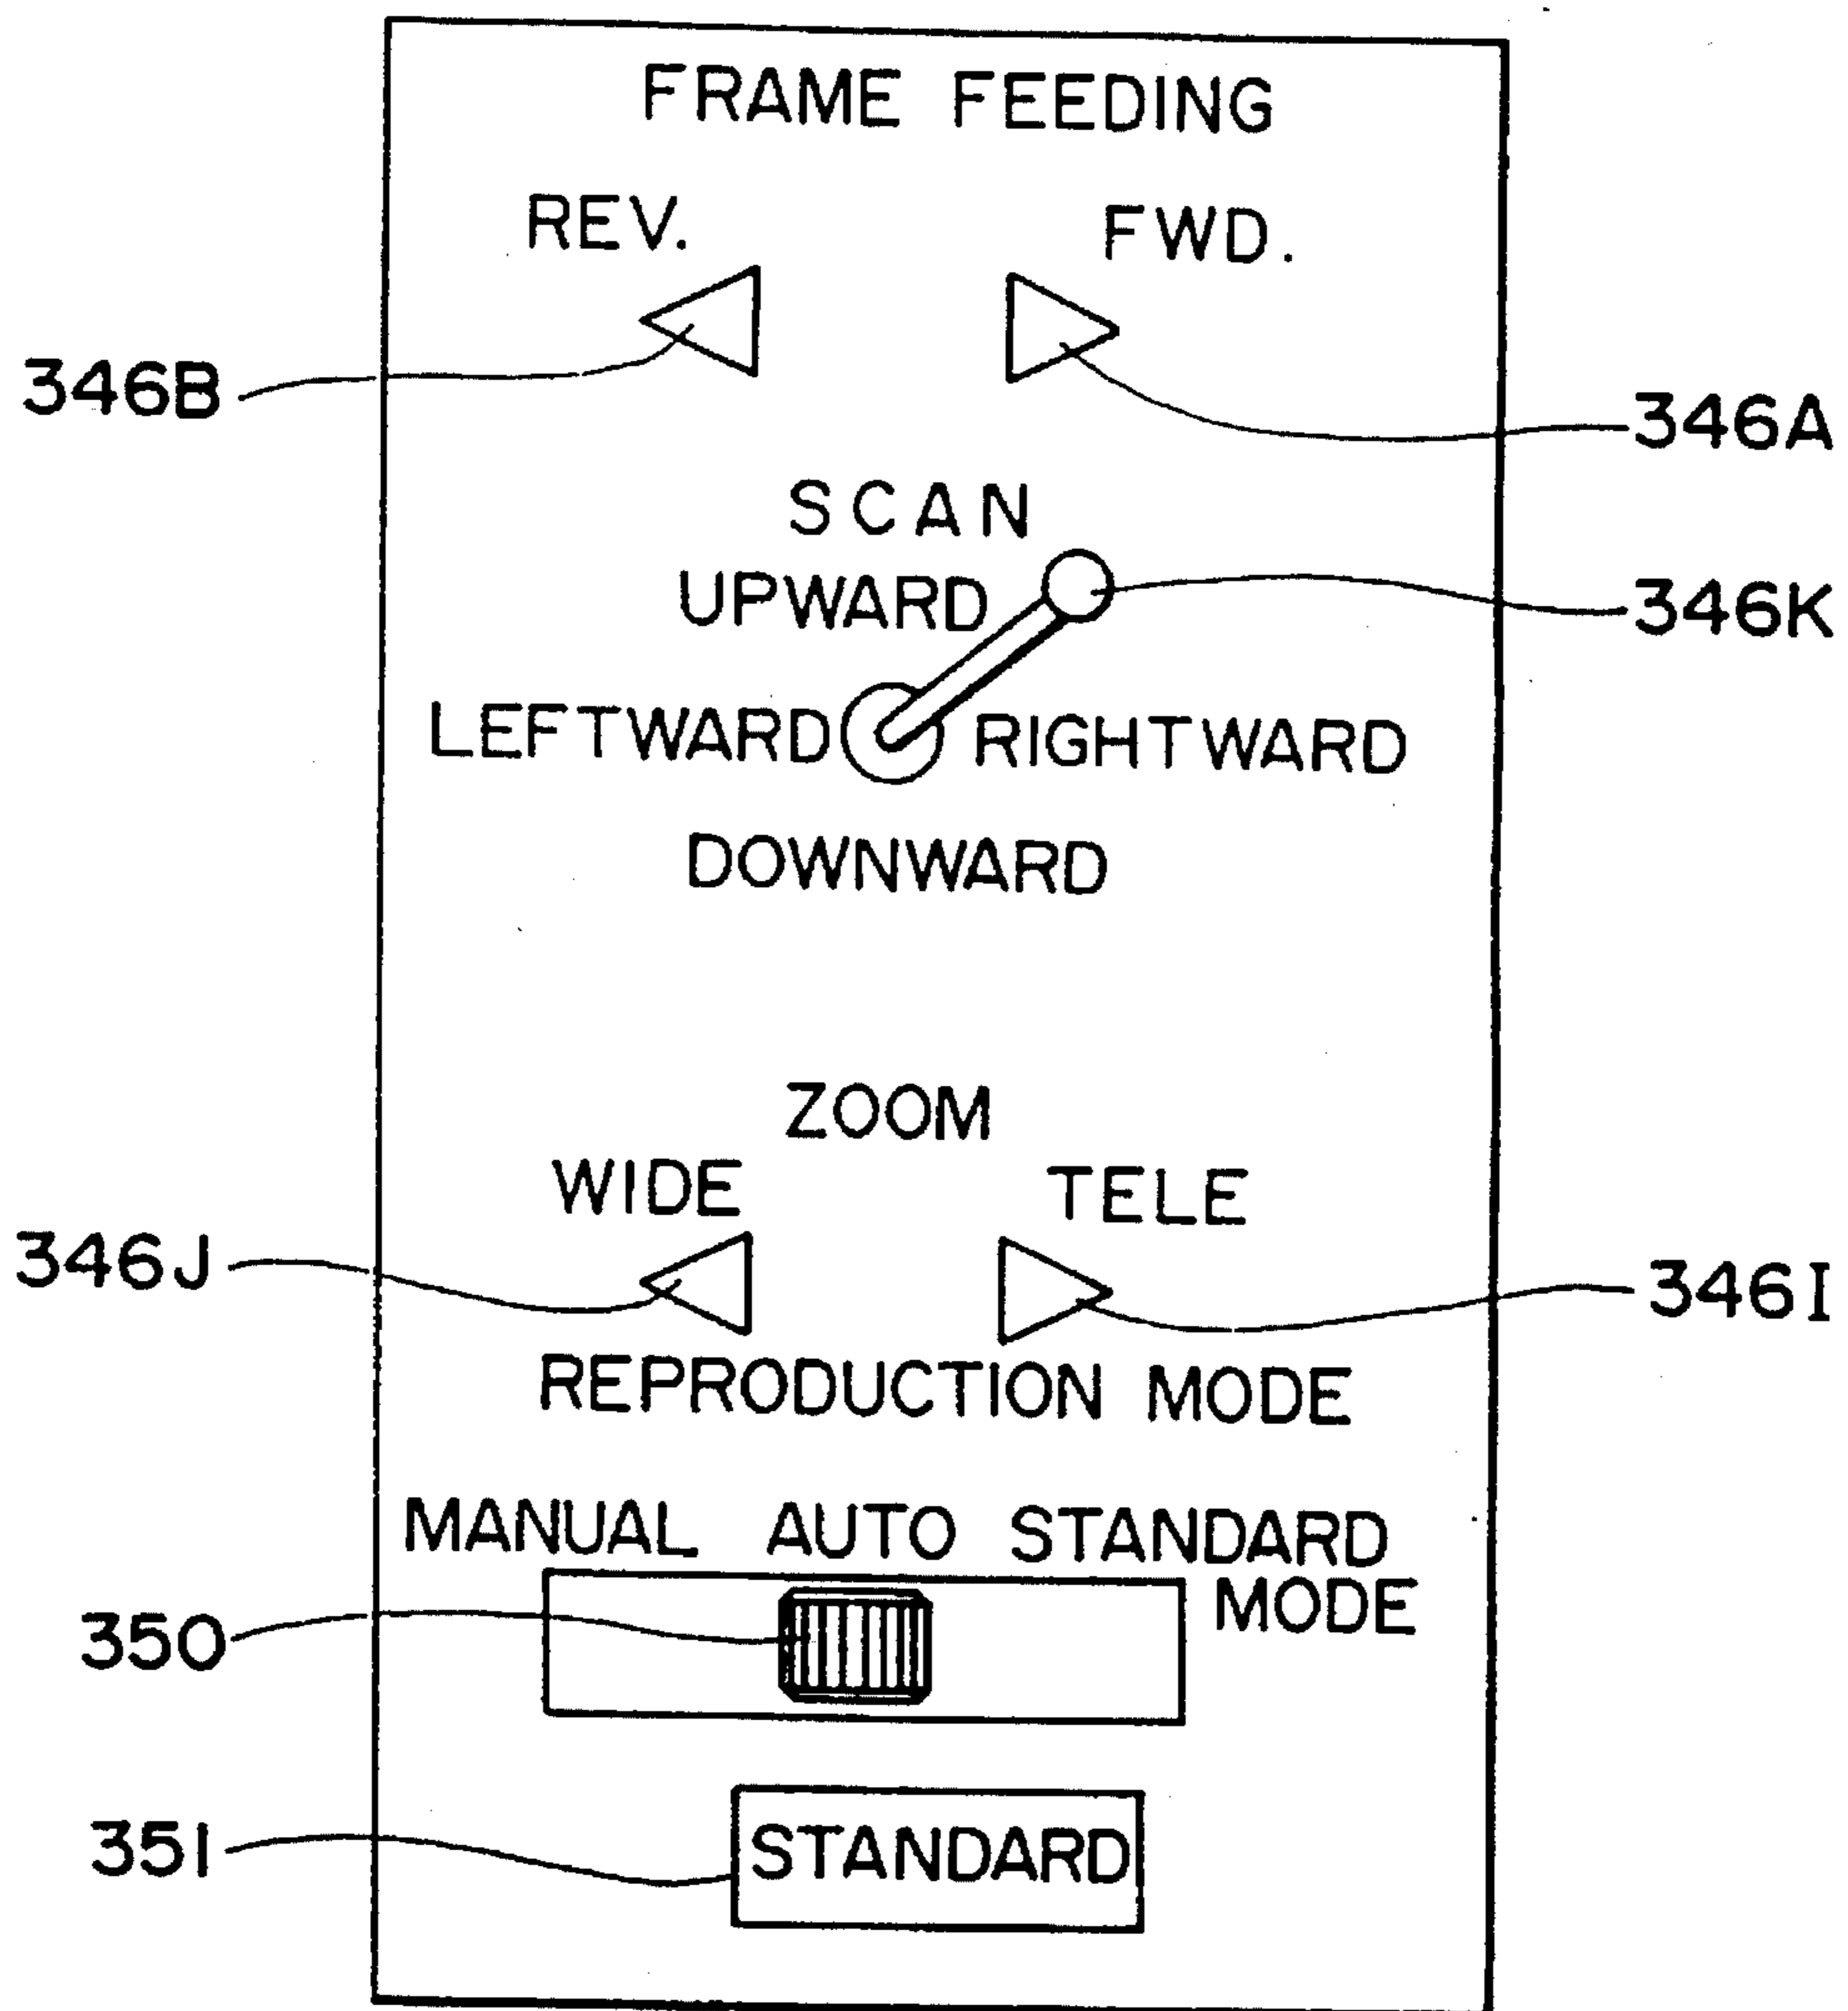 FRAME FEEDING
REV. FWD.
346B
346A
SCAN
UPWARD
346K
LEFTWARD RIGHTWARD
DOWNWARD
ZOOM
WIDE TELE
346J
346I
REPRODUCTION MODE
MANUAL AUTO STANDARD
MODE
350
STANDARD
351